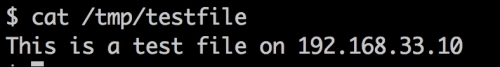 $ cat /tmp/testfile
This is a test file on 192.168.33.10